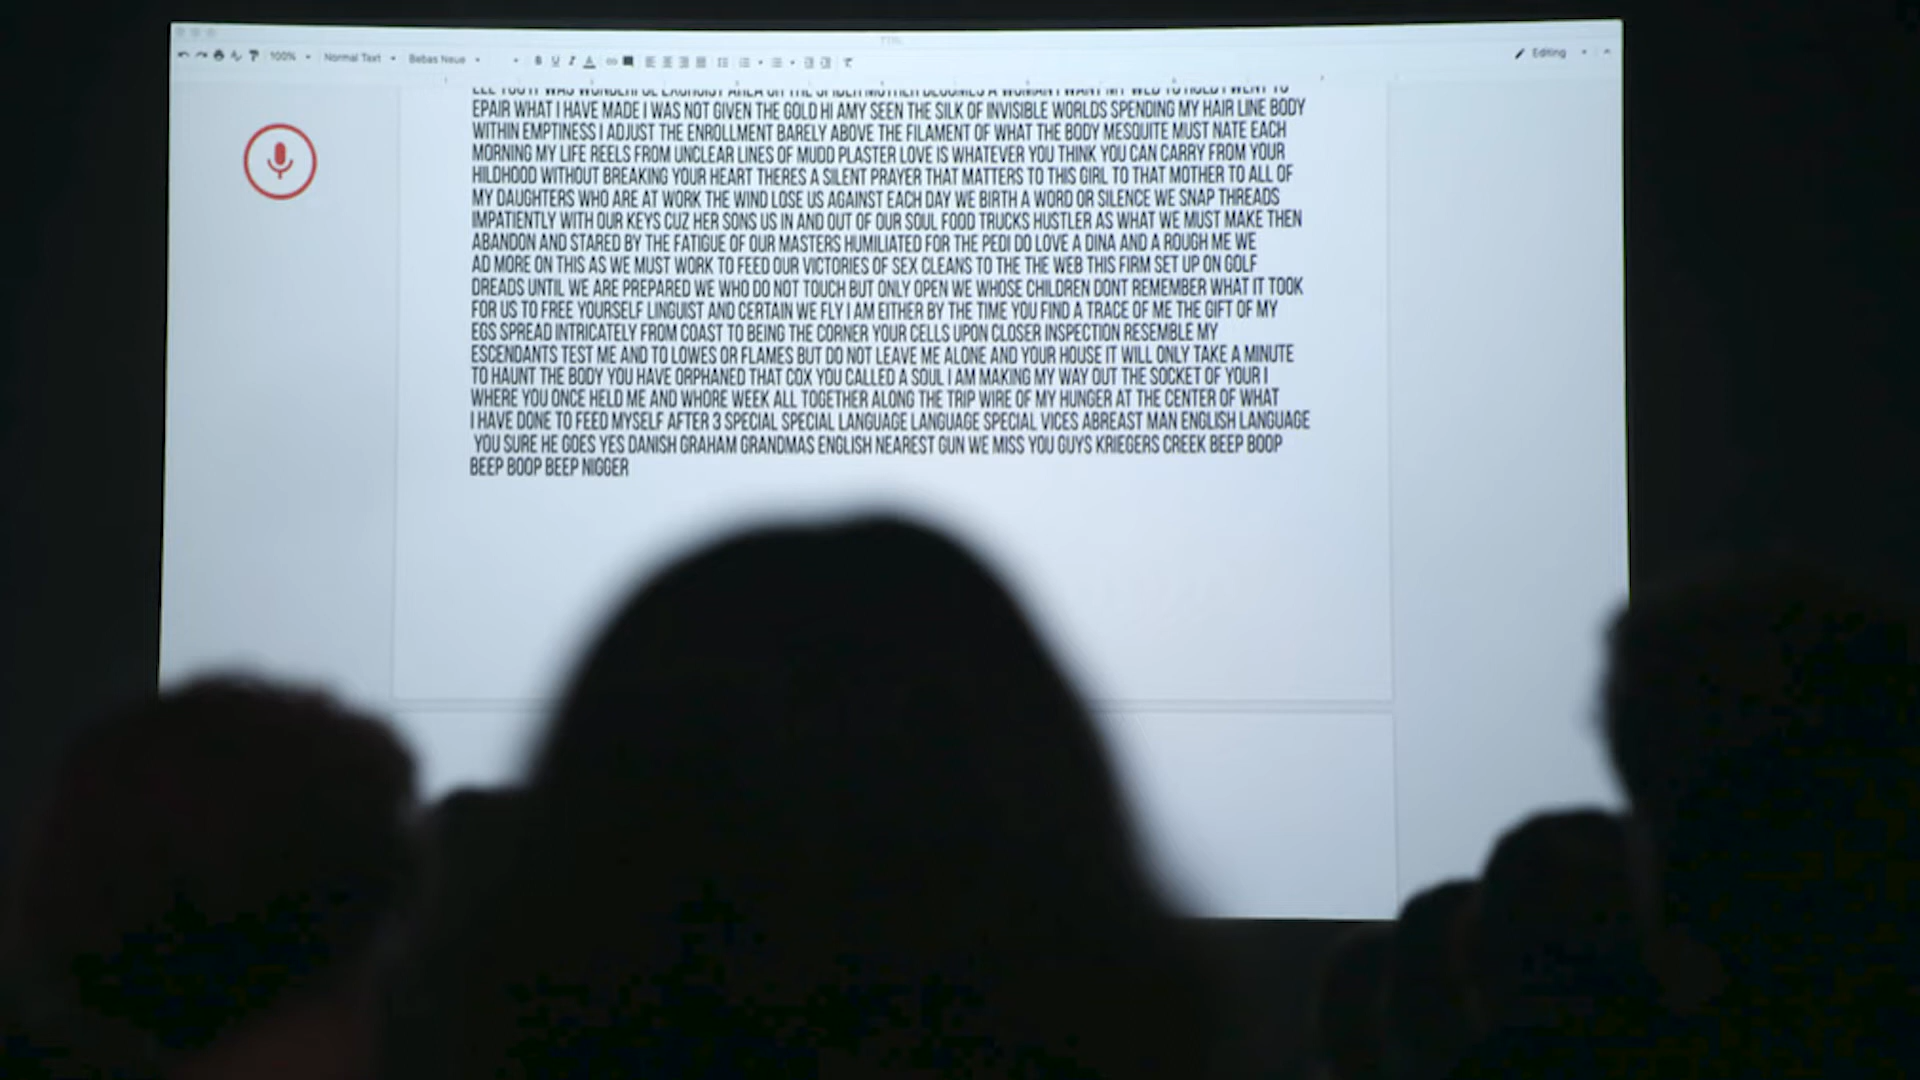 100% Normal Text Bebas Neue B U I A Editing
EPAIR WHAT I HAVE MADE I WAS NOT GIVEN THE GOLD HI AMY SEEN THE SILK OF INVISIBLE WORLDS SPENDING MY HAIR LINE BODY
WITHIN EMPTINESS I ADJUST THE ENROLLMENT BARELY ABOVE THE FILAMENT OF WHAT THE BODY MESQUITE MUST NATE EACH
MORNING MY LIFE REELS FROM UNCLEAR LINES OF MUDD PLASTER LOVE IS WHATEVER YOU THINK YOU CAN CARRY FROM YOUR
HILDHOOD WITHOUT BREAKING YOUR HEART THERES A SILENT PRAYER THAT MATTERS TO THIS GIRL TO THAT MOTHER TO ALL OF
MY DAUGHTERS WHO ARE AT WORK THE WIND LOSE US AGAINST EACH DAY WE BIRTH A WORD OR SILENCE WE SNAP THREADS
IMPATIENTLY WITH OUR KEYS CUZ HER SONS US IN AND OUT OF OUR SOUL FOOD TRUCKS HUSTLER AS WHAT WE MUST MAKE THEN
ABANDON AND STARED BY THE FATIGUE OF OUR MASTERS HUMILIATED FOR THE PEDI DO LOVE A DINA AND A ROUGH ME WE
AD MORE ON THIS AS WE MUST WORK TO FEED OUR VICTORIES OF SEX CLEANS TO THE THE WEB THIS FIRM SET UP ON GOLF
DREADS UNTIL WE ARE PREPARED WE WHO DO NOT TOUCH BUT ONLY OPEN WE WHOSE CHILDREN DONT REMEMBER WHAT IT TOOK
FOR US TO FREE YOURSELF LINGUIST AND CERTAIN WE FLY I AM EITHER BY THE TIME YOU FIND A TRACE OF ME THE GIFT OF MY
EGS SPREAD INTRICATELY FROM COAST TO BEING THE CORNER YOUR CELLS UPON CLOSER INSPECTION RESEMBLE MY
ESCENDANTS TEST ME AND TO LOWES OR FLAMES BUT DO NOT LEAVE ME ALONE AND YOUR HOUSE IT WILL ONLY TAKE A MINUTE
TO HAUNT THE BODY YOU HAVE ORPHANED THAT COX YOU CALLED A SOUL I AM MAKING MY WAY OUT THE SOCKET OF YOUR I
WHERE YOU ONCE HELD ME AND WHORE WEEK ALL TOGETHER ALONG THE TRIP WIRE OF MY HUNGER AT THE CENTER OF WHAT
I HAVE DONE TO FEED MYSELF AFTER 3 SPECIAL SPECIAL LANGUAGE LANGUAGE SPECIAL VICES ABREAST MAN ENGLISH LANGUAGE
YOU SURE HE GOES YES DANISH GRAHAM GRANDMAS ENGLISH NEAREST GUN WE MISS YOU GUYS KRIEGERS CREEK BEEP BOOP
BEEP BOOP BEEP NIGGER